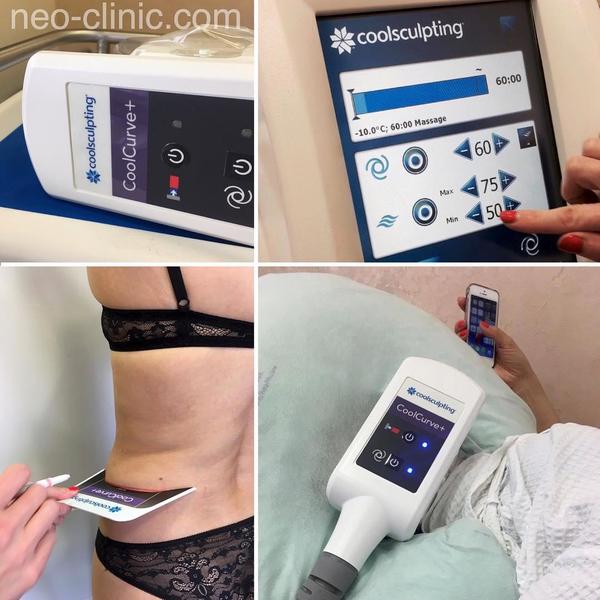 neo-clinic.com
coolsculpting
CoolCurve+
coolsculpting
60:00
-10.0°C; 60:00 Massage
60
Max 75
Min 50
CoolCurve+
coolsculpting
coolsculpting
CoolCurve+